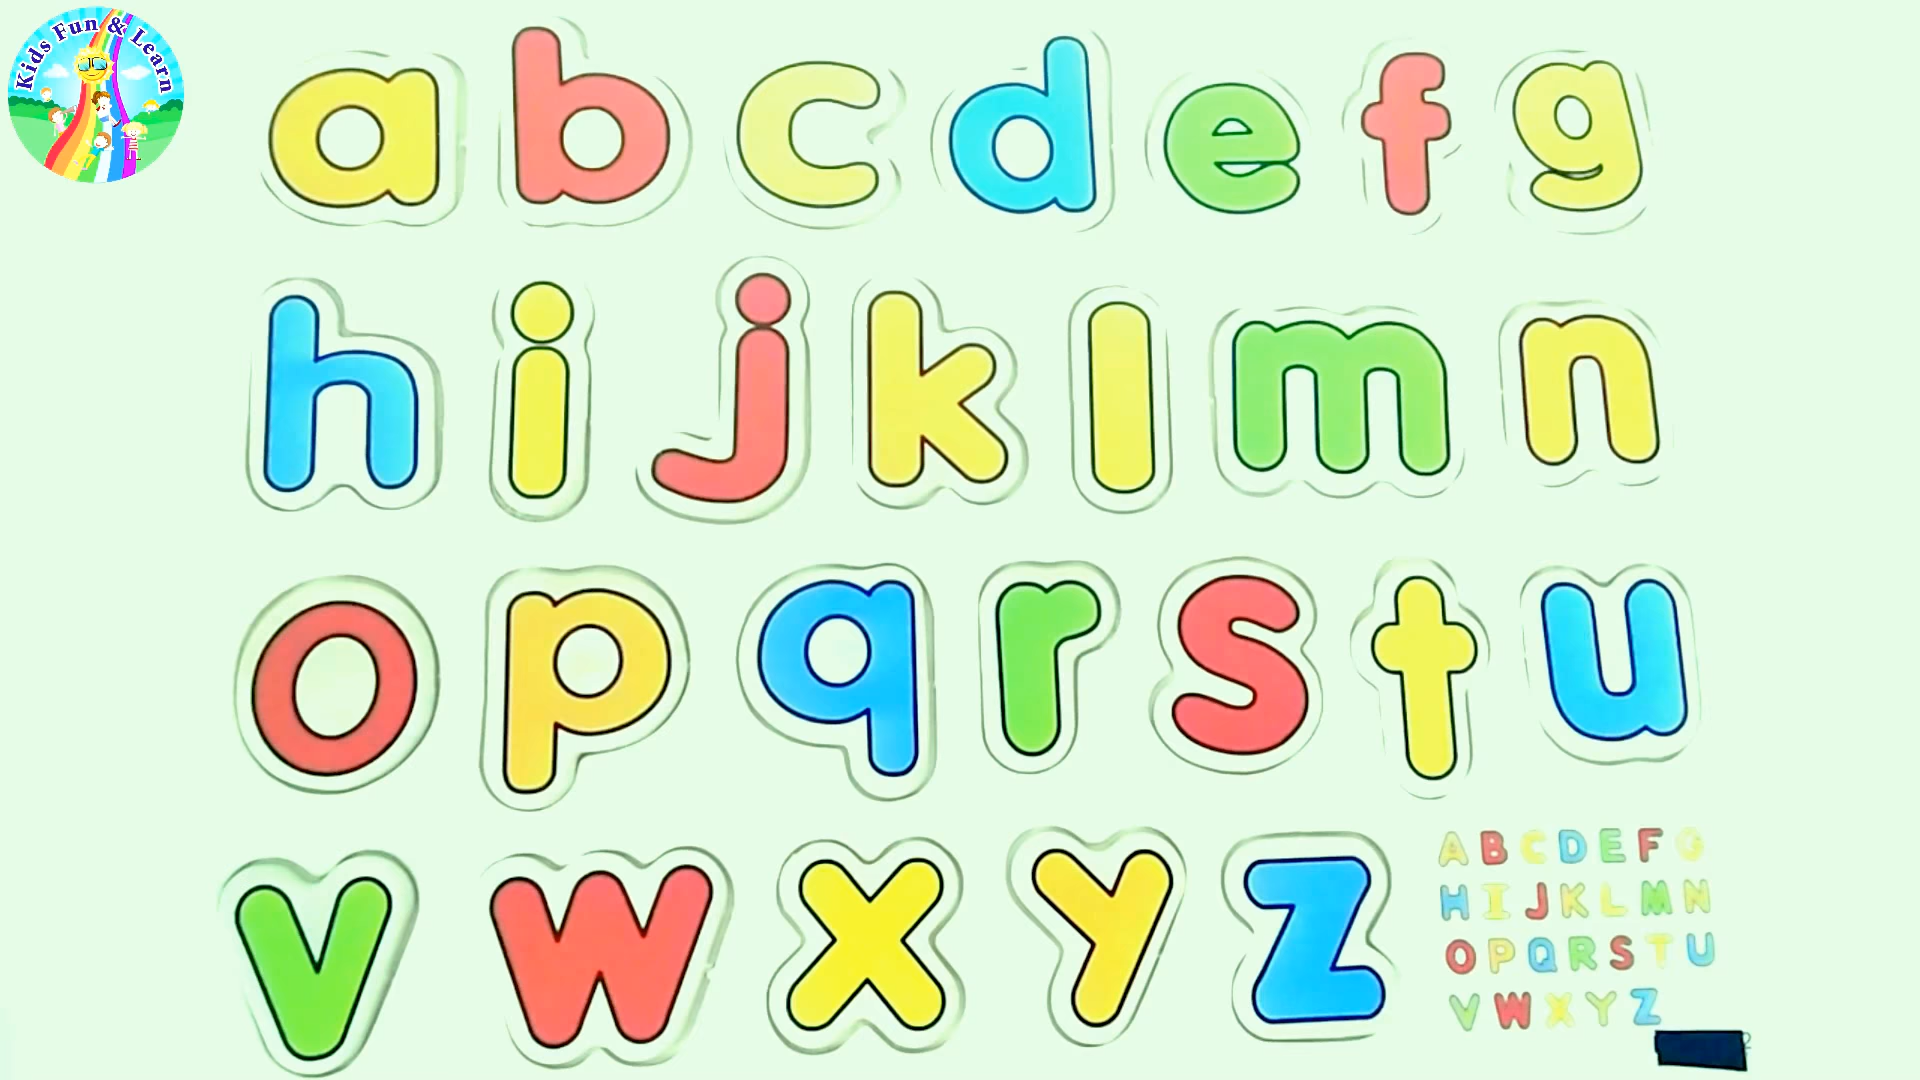 Kids Fun & Learn
a b c d e f g
h i j k l m n
o p q r s t u
v w x y z
A B C D E F G
H I J K L M N
O P Q R S T U
V W X Y Z